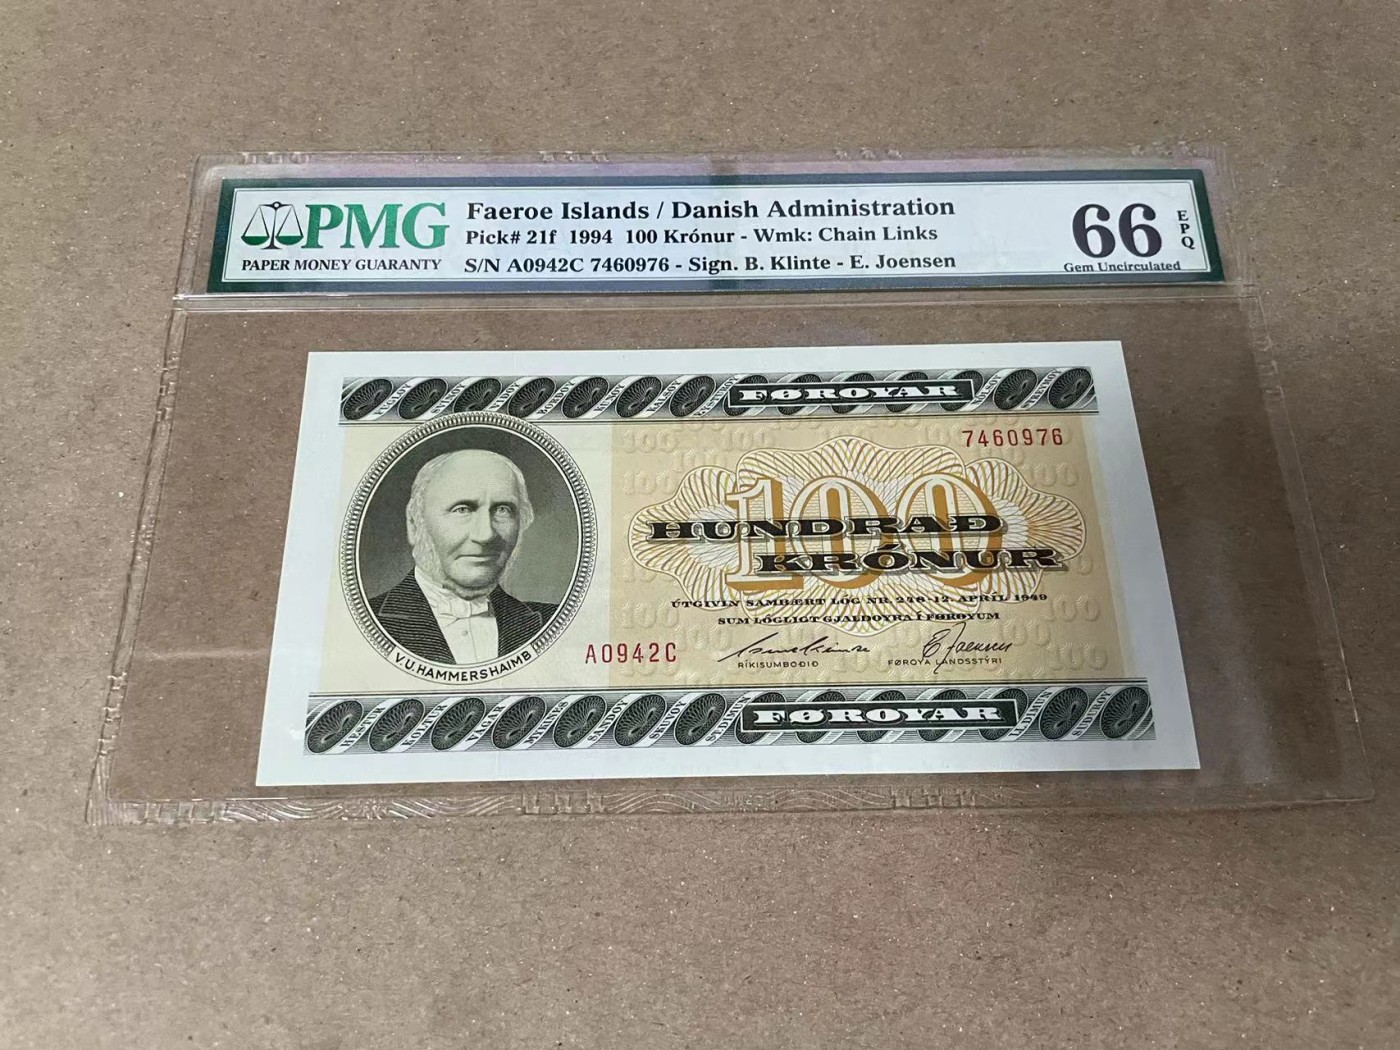 PMG
PAPER MONEY GUARANTY
Faeroe Islands / Danish Administration
Pick# 21f 1994 100 Krónur - Wmk: Chain Links
S/N A0942C 7460976 - Sign. B. Klinte - E. Joensen
66
EPQ
Gem Uncirculated
FØROYAR
7460976
100
HUNDRAÐ
KRÓNUR
ÚTGIVIN SAMBÆRT LÓG NR. 248 - 12. APRÍL 1949
SUM LÓGLIGT GJALDOYRA Í FØROYUM
A0942C
RÍKISUMBOÐIÐ
FØROYA LANDSSTÝRI
V.U.HAMMERSHAIMB
FØROYAR